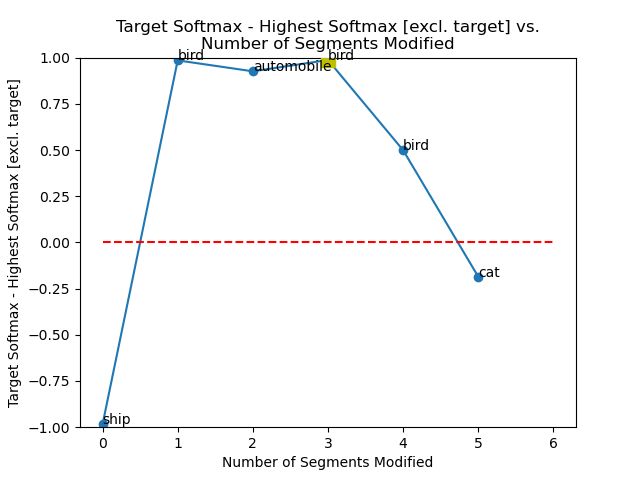 Target Softmax - Highest Softmax [excl. target] vs.
Number of Segments Modified
Target Softmax - Highest Softmax [excl. target]
1.00
0.75
0.50
0.25
0.00
−0.25
−0.50
−0.75
−1.00
bird
automobile
bird
bird
cat
ship
0 1 2 3 4 5 6
Number of Segments Modified